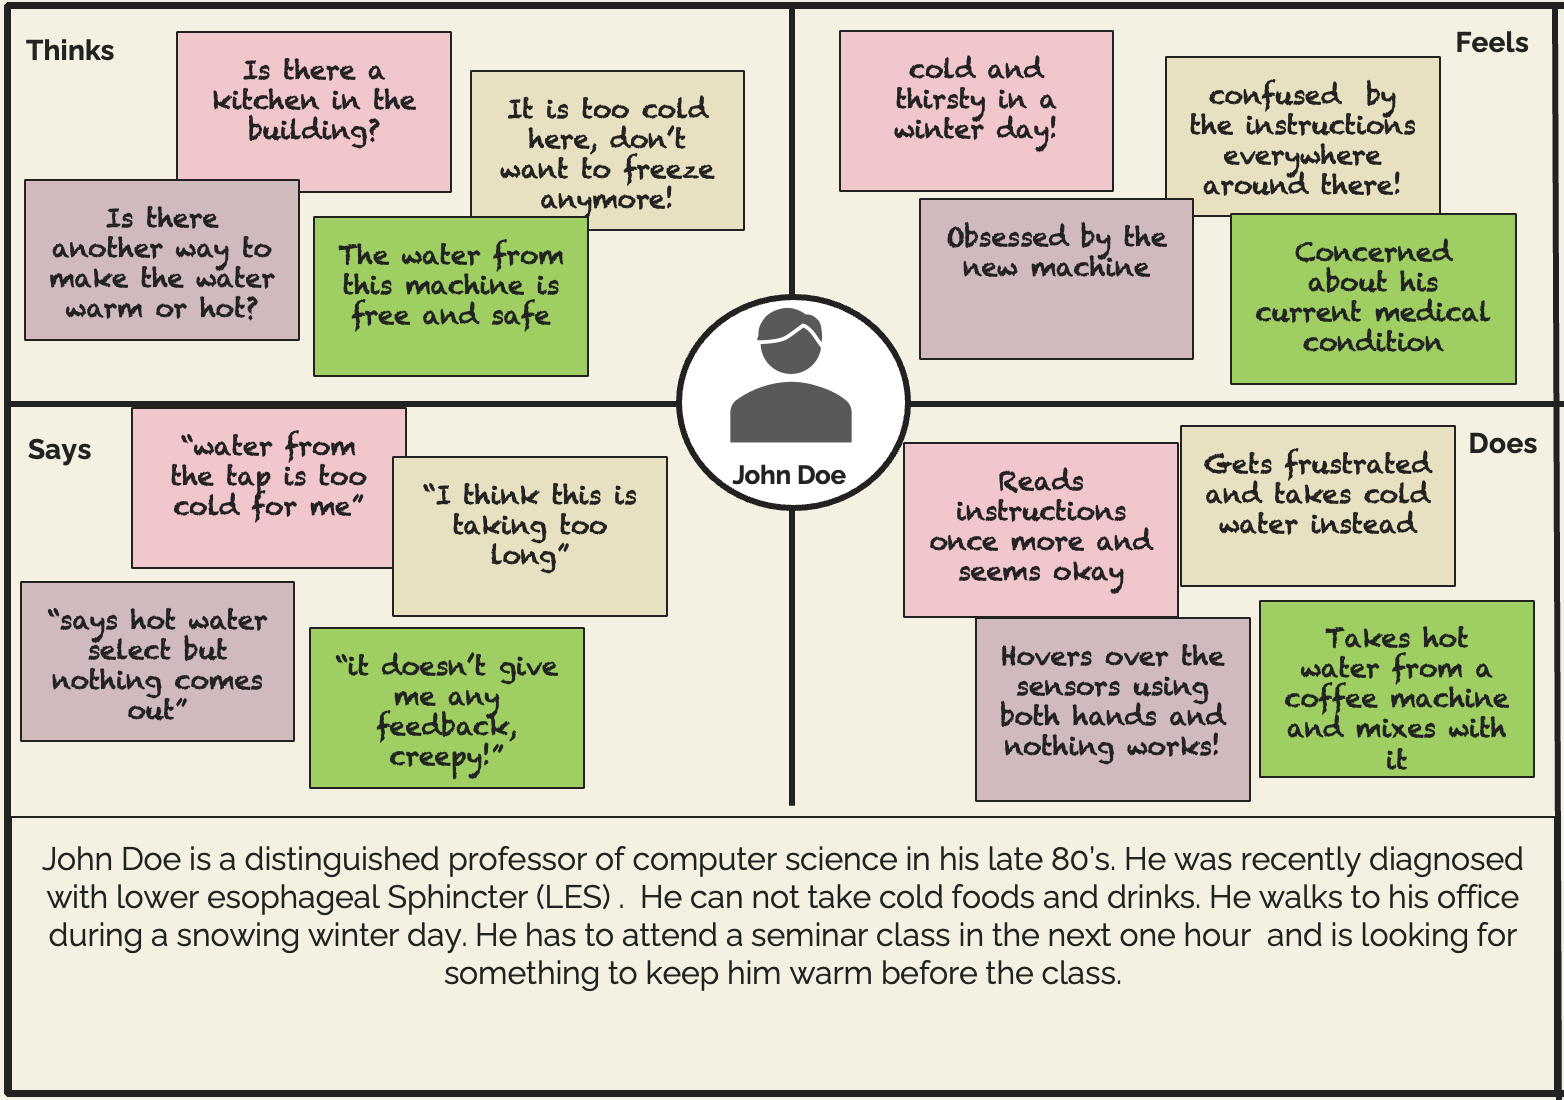 Thinks
Is there a
kitchen in the
building?
It is too cold
here, don't
want to freeze
anymore!
Is there
another way to
make the water
warm or hot?
The water from
this machine is
free and safe
Feels
cold and
thirsty in a
winter day!
confused by
the instructions
everywhere
around there!
Obsessed by the
new machine
Concerned
about his
current medical
condition
John Doe
Says
"water from
the tap is too
cold for me"
"I think this is
taking too
long"
"says hot water
select but
nothing comes
out"
"it doesn't give
me any
feedback,
creepy!"
Does
Reads
instructions
once more and
seems okay
Gets frustrated
and takes cold
water instead
Hovers over the
sensors using
both hands and
nothing works!
Takes hot
water from a
coffee machine
and mixes with
it
John Doe is a distinguished professor of computer science in his late 80's. He was recently diagnosed
with lower esophageal Sphincter (LES) . He can not take cold foods and drinks. He walks to his office
during a snowing winter day. He has to attend a seminar class in the next one hour and is looking for
something to keep him warm before the class.